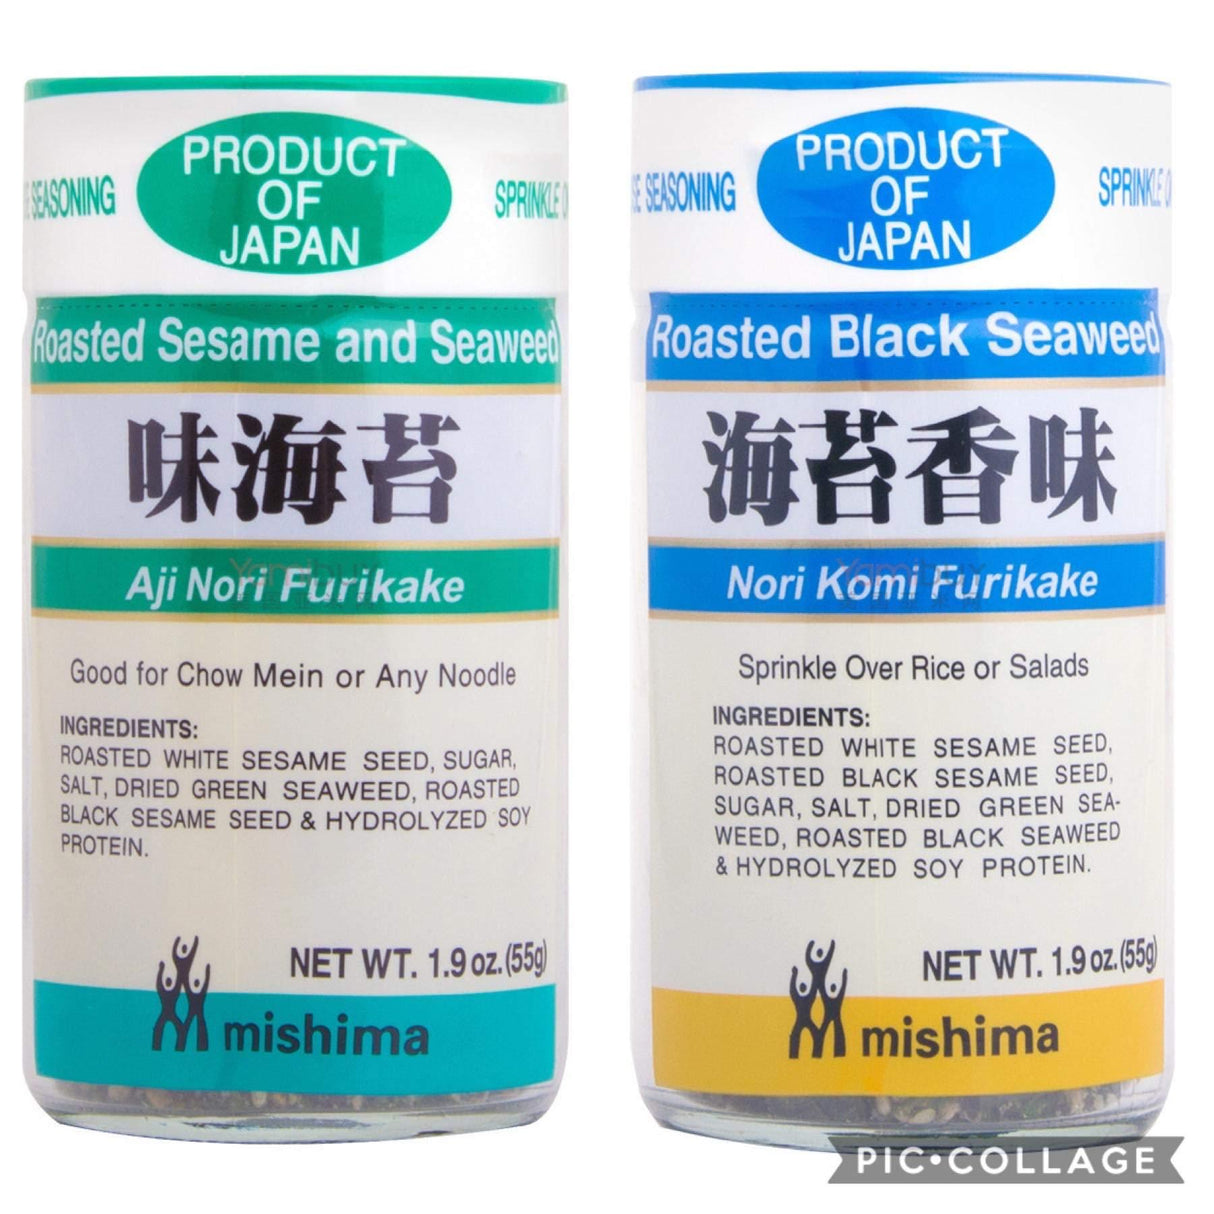 PRODUCT
OF
JAPAN
SEASONING
SPRINKLE
Roasted Sesame and Seaweed
味海苔
Aji Nori Furikake
Good for Chow Mein or Any Noodle
INGREDIENTS:
ROASTED WHITE SESAME SEED, SUGAR,
SALT, DRIED GREEN SEAWEED, ROASTED
BLACK SESAME SEED & HYDROLYZED SOY
PROTEIN.
NET WT. 1.9 oz. (55g)
mishima
PRODUCT
OF
JAPAN
SEASONING
SPRINKLE
Roasted Black Seaweed
海苔香味
Nori Komi Furikake
Sprinkle Over Rice or Salads
INGREDIENTS:
ROASTED WHITE SESAME SEED,
ROASTED BLACK SESAME SEED,
SUGAR, SALT, DRIED GREEN SEA-
WEED, ROASTED BLACK SEAWEED
& HYDROLYZED SOY PROTEIN.
NET WT. 1.9 oz. (55g)
mishima
Yamibuy
Yamibuy
PIC•COLLAGE